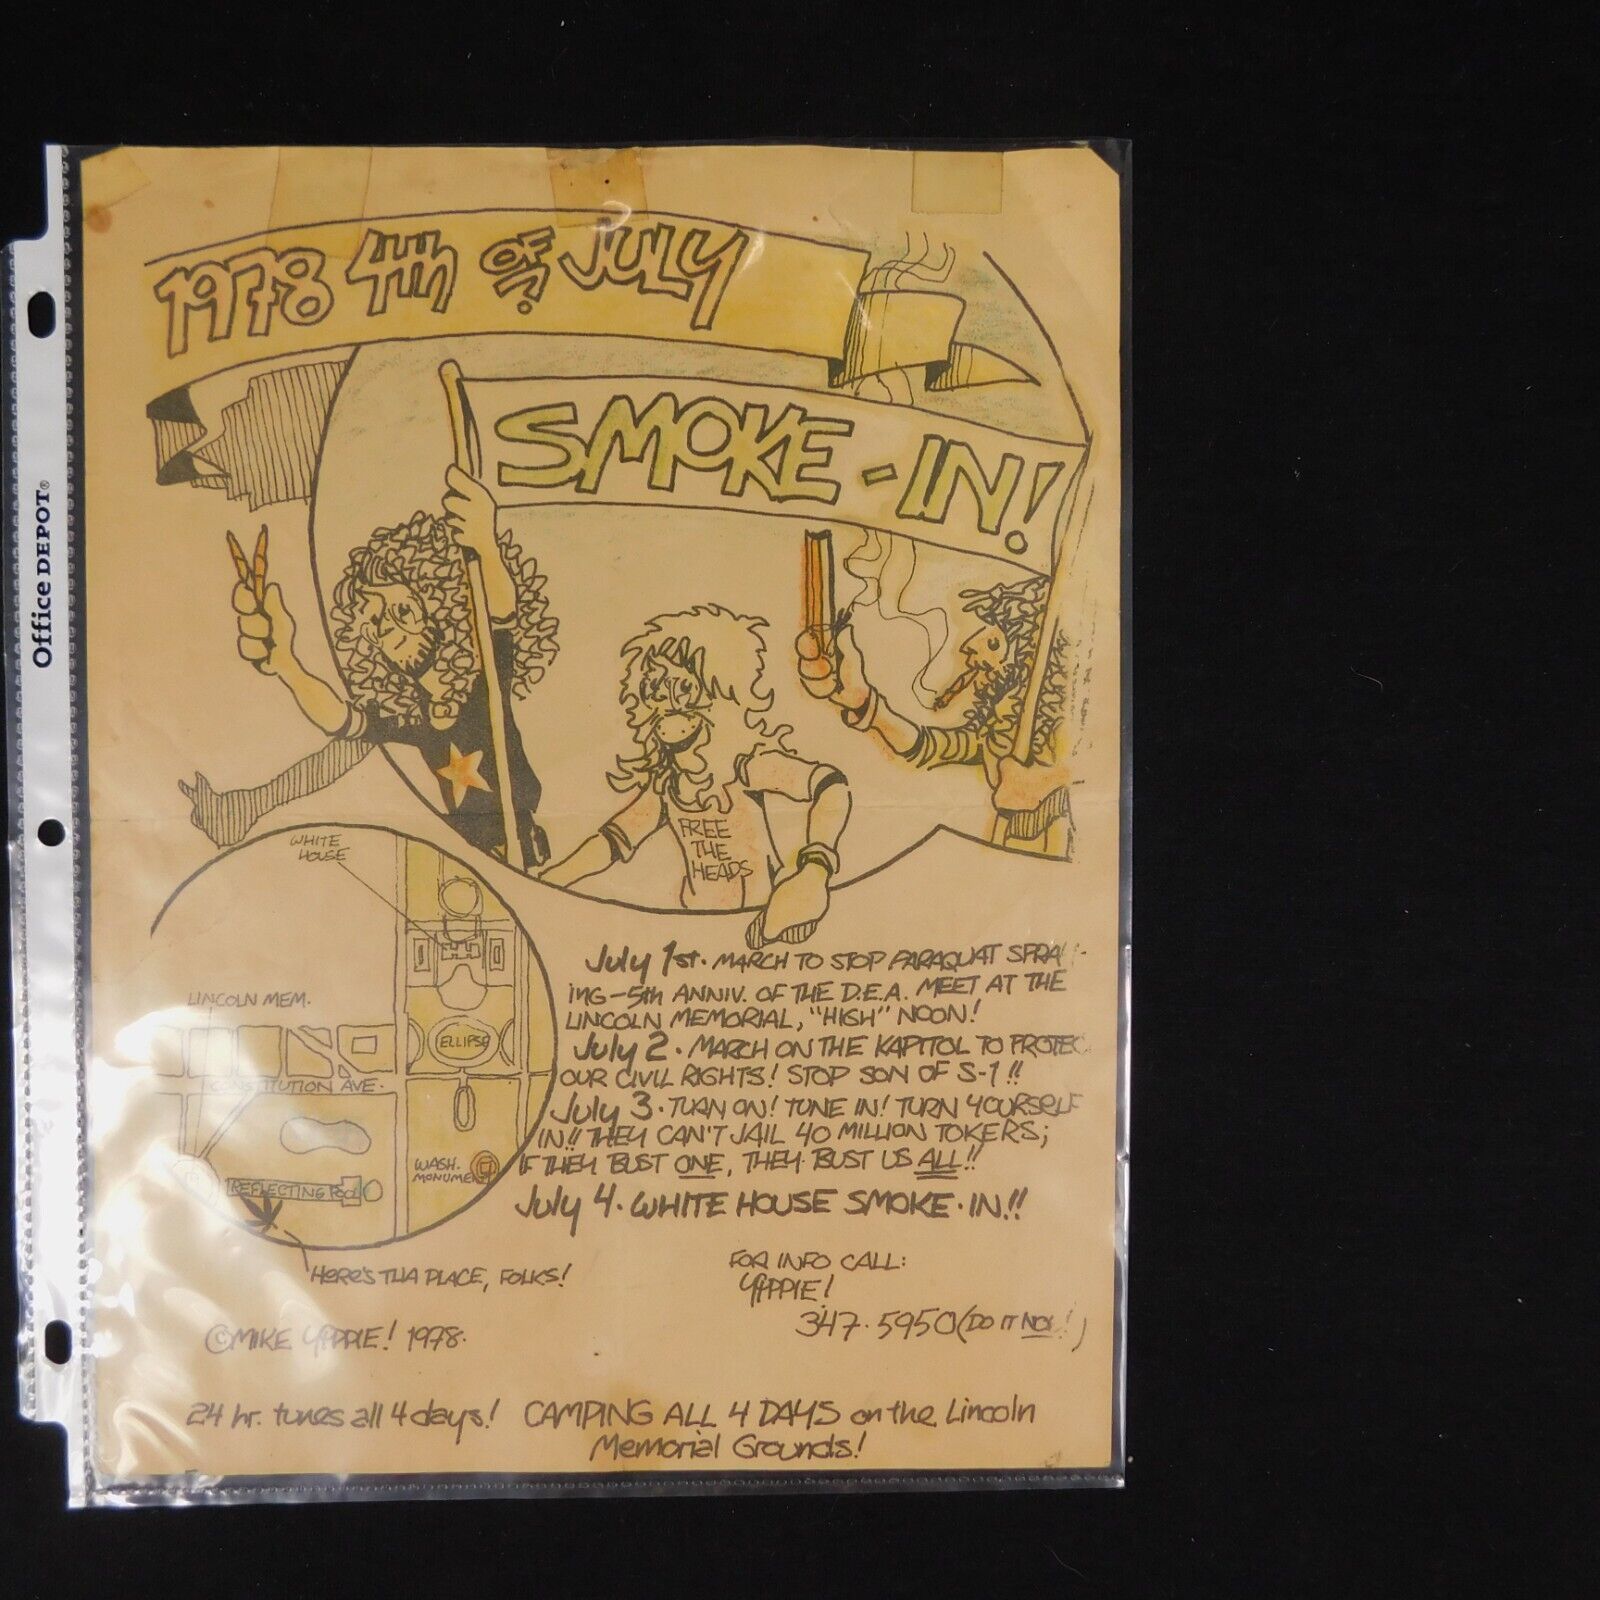 Office DEPOT®
1978 4th OF JULY
SMOKE-IN!
FREE
THE
HEADS
WHITE
HOUSE
LINCOLN MEM.
ELLIPSE
CONSTITUTION AVE.
WASH.
MONUMENT
REFLECTING POOL
July 1st. MARCH TO STOP PARAQUAT SPRAY-
ING-5th ANNIV. OF THE D.E.A. MEET AT THE
LINCOLN MEMORIAL, "HIGH" NOON!
July 2. MARCH ON THE KAPITOL TO PROTEC
OUR CIVIL RIGHTS! STOP SON OF S-1!!
July 3. TURN ON! TUNE IN! TURN YOURSELF
IN!! THEY CAN'T JAIL 40 MILLION TOKERS;
IF THEY BUST ONE, THEY BUST US ALL!!
July 4. WHITE HOUSE SMOKE-IN!!
HERE'S THA PLACE, FOLKS!
FOR INFO CALL:
YIPPIE!
347-5950 (DO IT NOW!)
©MIKE YIPPIE! 1978.
24 hr. tunes all 4 days! CAMPING ALL 4 DAYS on the Lincoln
Memorial Grounds!